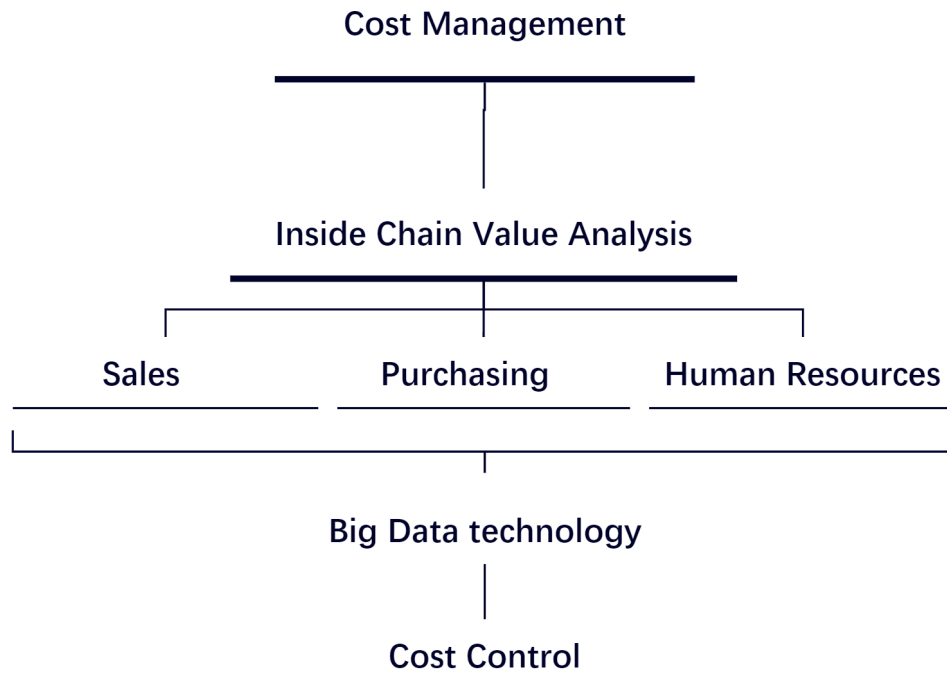 Cost Management
Inside Chain Value Analysis
Sales
Purchasing
Human Resources
Big Data technology
Cost Control